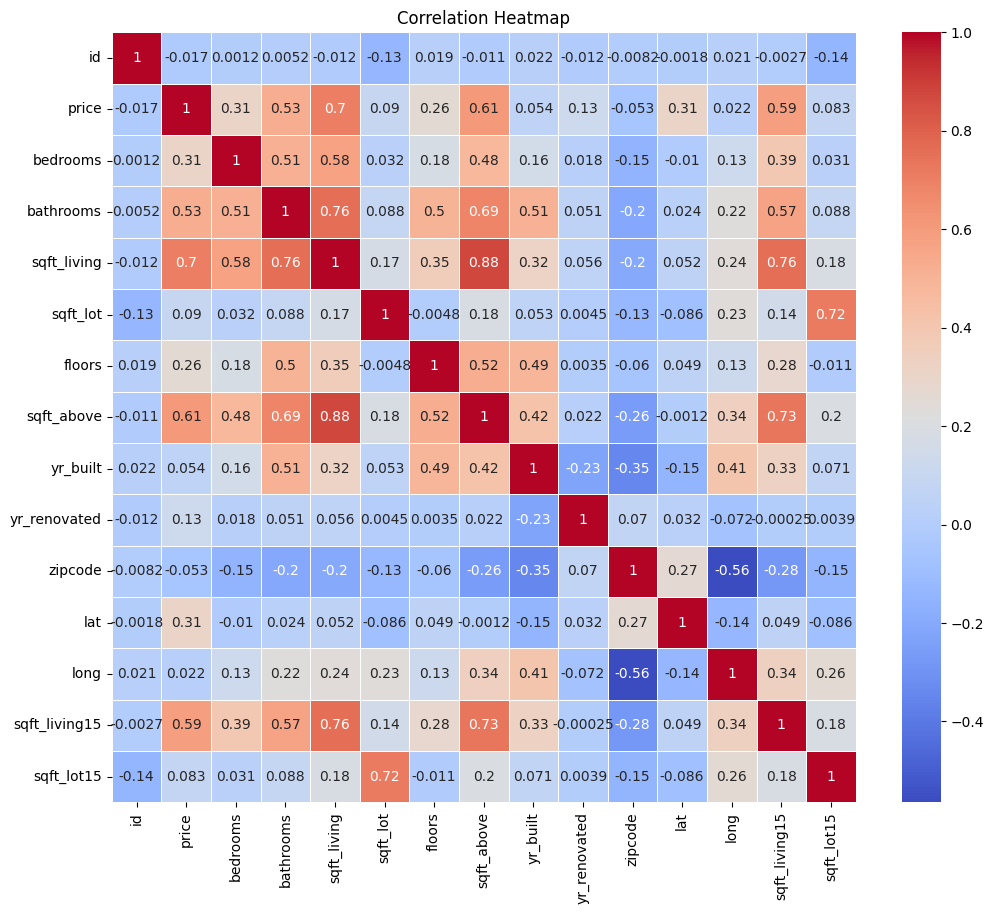 Correlation Heatmap
id 1 -0.017 0.0012 0.0052 -0.012 -0.13 0.019 -0.011 0.022 -0.012 -0.0082 -0.0018 0.021 -0.0027 -0.14
price -0.017 1 0.31 0.53 0.7 0.09 0.26 0.61 0.054 0.13 -0.053 0.31 0.022 0.59 0.083
bedrooms 0.0012 0.31 1 0.51 0.58 0.032 0.18 0.48 0.16 0.018 -0.15 -0.01 0.13 0.39 0.031
bathrooms 0.0052 0.53 0.51 1 0.76 0.088 0.5 0.69 0.51 0.051 -0.2 0.024 0.22 0.57 0.088
sqft_living -0.012 0.7 0.58 0.76 1 0.17 0.35 0.88 0.32 0.056 -0.2 0.052 0.24 0.76 0.18
sqft_lot -0.13 0.09 0.032 0.088 0.17 1 -0.0048 0.18 0.053 0.0045 -0.13 -0.086 0.23 0.14 0.72
floors 0.019 0.26 0.18 0.5 0.35 -0.0048 1 0.52 0.49 0.0035 -0.06 0.049 0.13 0.28 -0.011
sqft_above -0.011 0.61 0.48 0.69 0.88 0.18 0.52 1 0.42 0.022 -0.26 -0.0012 0.34 0.73 0.2
yr_built 0.022 0.054 0.16 0.51 0.32 0.053 0.49 0.42 1 -0.23 -0.35 -0.15 0.41 0.33 0.071
yr_renovated -0.012 0.13 0.018 0.051 0.056 0.0045 0.0035 0.022 -0.23 1 0.07 0.032 -0.072 -0.00025 0.0039
zipcode -0.0082 -0.053 -0.15 -0.2 -0.2 -0.13 -0.06 -0.26 -0.35 0.07 1 0.27 -0.56 -0.28 -0.15
lat -0.0018 0.31 -0.01 0.024 0.052 -0.086 0.049 -0.0012 -0.15 0.032 0.27 1 -0.14 0.049 -0.086
long 0.021 0.022 0.13 0.22 0.24 0.23 0.13 0.34 0.41 -0.072 -0.56 -0.14 1 0.34 0.26
sqft_living15 -0.0027 0.59 0.39 0.57 0.76 0.14 0.28 0.73 0.33 -0.00025 -0.28 0.049 0.34 1 0.18
sqft_lot15 -0.14 0.083 0.031 0.088 0.18 0.72 -0.011 0.2 0.071 0.0039 -0.15 -0.086 0.26 0.18 1
id price bedrooms bathrooms sqft_living sqft_lot floors sqft_above yr_built yr_renovated zipcode lat long sqft_living15 sqft_lot15
1.0
0.8
0.6
0.4
0.2
0.0
−0.2
−0.4